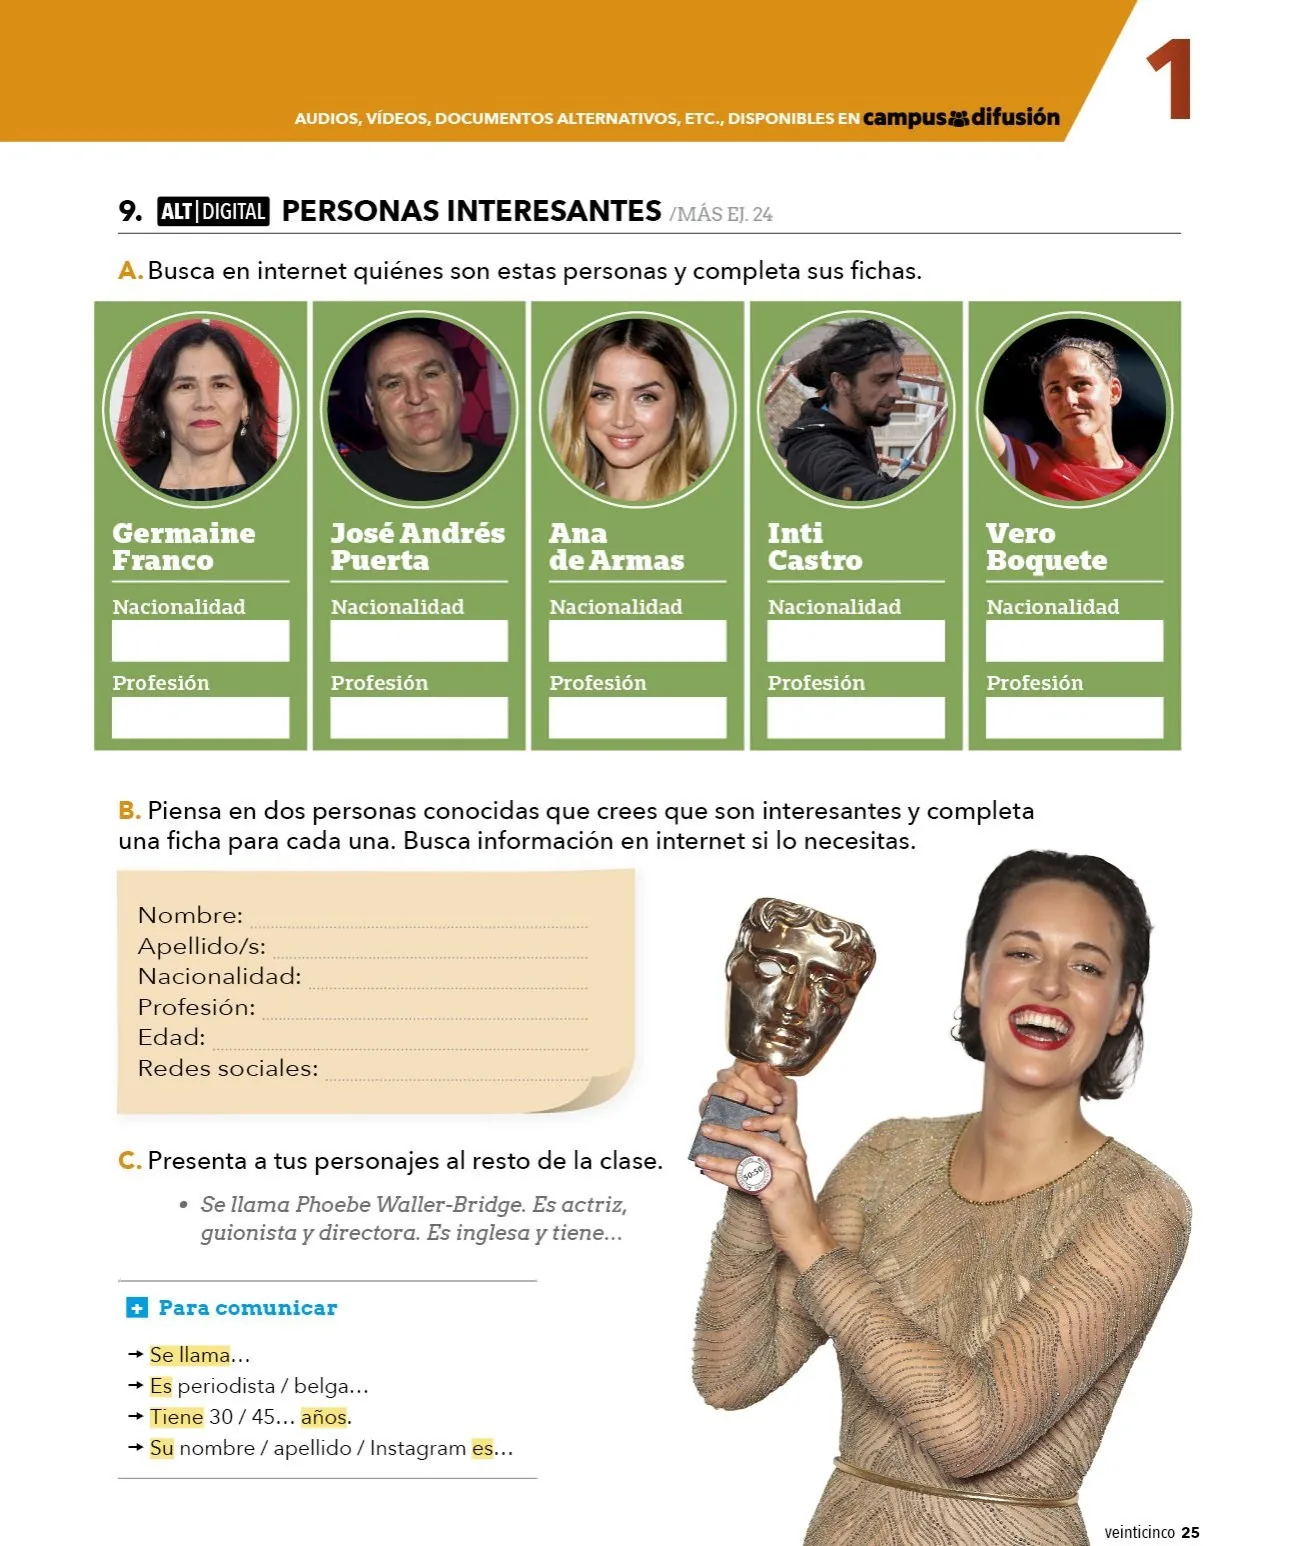 1
AUDIOS, VÍDEOS, DOCUMENTOS ALTERNATIVOS, ETC., DISPONIBLES EN campus difusión
9. ALT|DIGITAL PERSONAS INTERESANTES /MÁS EJ. 24
A. Busca en internet quiénes son estas personas y completa sus fichas.
Germaine
Franco
Nacionalidad
Profesión
José Andrés
Puerta
Nacionalidad
Profesión
Ana
de Armas
Nacionalidad
Profesión
Inti
Castro
Nacionalidad
Profesión
Vero
Boquete
Nacionalidad
Profesión
B. Piensa en dos personas conocidas que crees que son interesantes y completa
una ficha para cada una. Busca información en internet si lo necesitas.
Nombre:
Apellido/s:
Nacionalidad:
Profesión:
Edad:
Redes sociales:
50:50
C. Presenta a tus personajes al resto de la clase.
• Se llama Phoebe Waller-Bridge. Es actriz,
guionista y directora. Es inglesa y tiene...
+ Para comunicar
→ Se llama...
→ Es periodista / belga...
→ Tiene 30 / 45... años.
→ Su nombre / apellido / Instagram es...
veinticinco 25